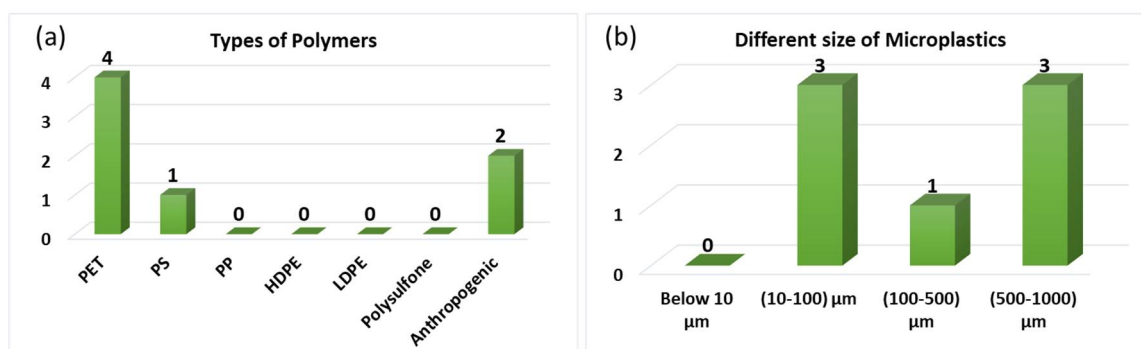 (a)
Types of Polymers
4
3
2
1
0
4
1
0
0
0
0
2
PET
PS
PP
HDPE
LDPE
Polysulfone
Anthropogenic
(b)
Different size of Microplastics
3
2
1
0
0
3
1
3
Below 10
µm
(10-100) µm
(100-500)
µm
(500-1000)
µm